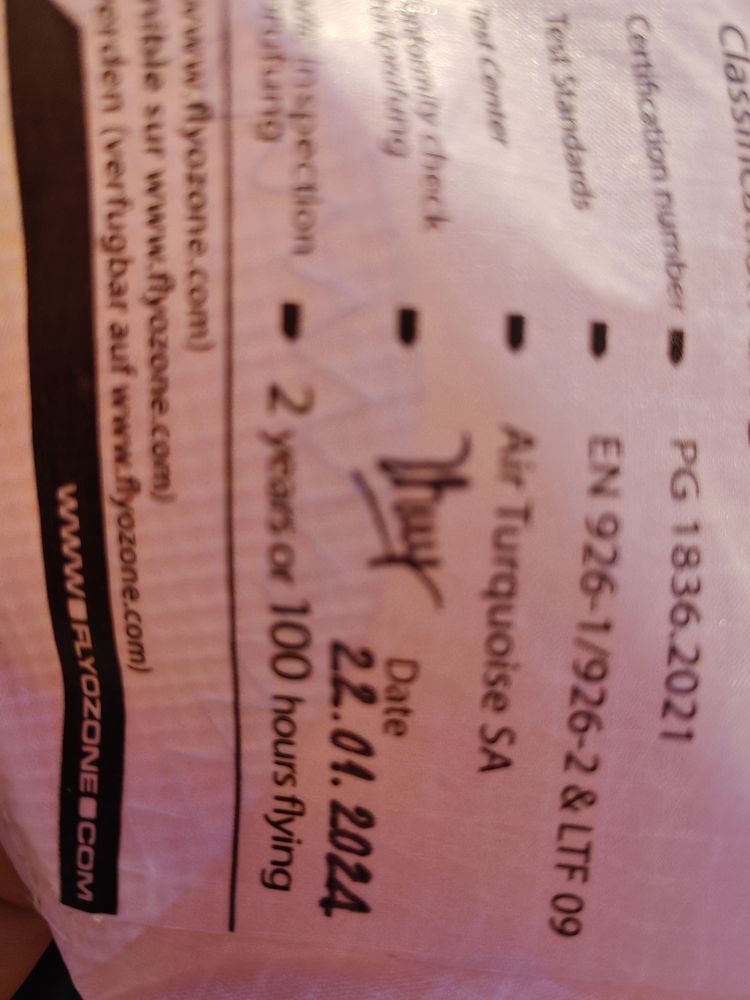 Certification number PG 1836.2021
Test Standards EN 926-1/926-2 & LTF 09
Test Center Air Turquoise SA
check Date
22.01.2024
inspection 2 years or 100 hours flying
www.flyozone.com)
sur www.flyozone.com)
(verfugbar auf www.flyozone.com)
WWW.FLYOZONE.COM